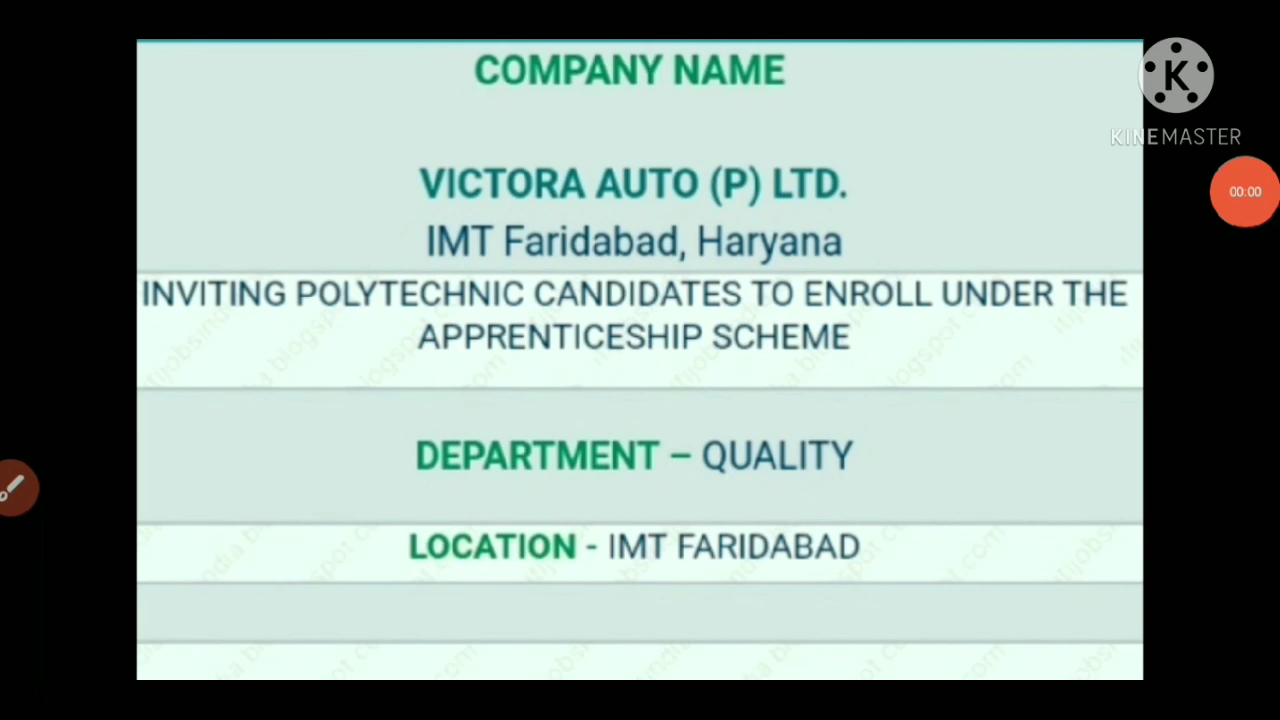 COMPANY NAME
VICTORA AUTO (P) LTD.
IMT Faridabad, Haryana
INVITING POLYTECHNIC CANDIDATES TO ENROLL UNDER THE
APPRENTICESHIP SCHEME
DEPARTMENT – QUALITY
LOCATION - IMT FARIDABAD
K
KINEMASTER
00:00